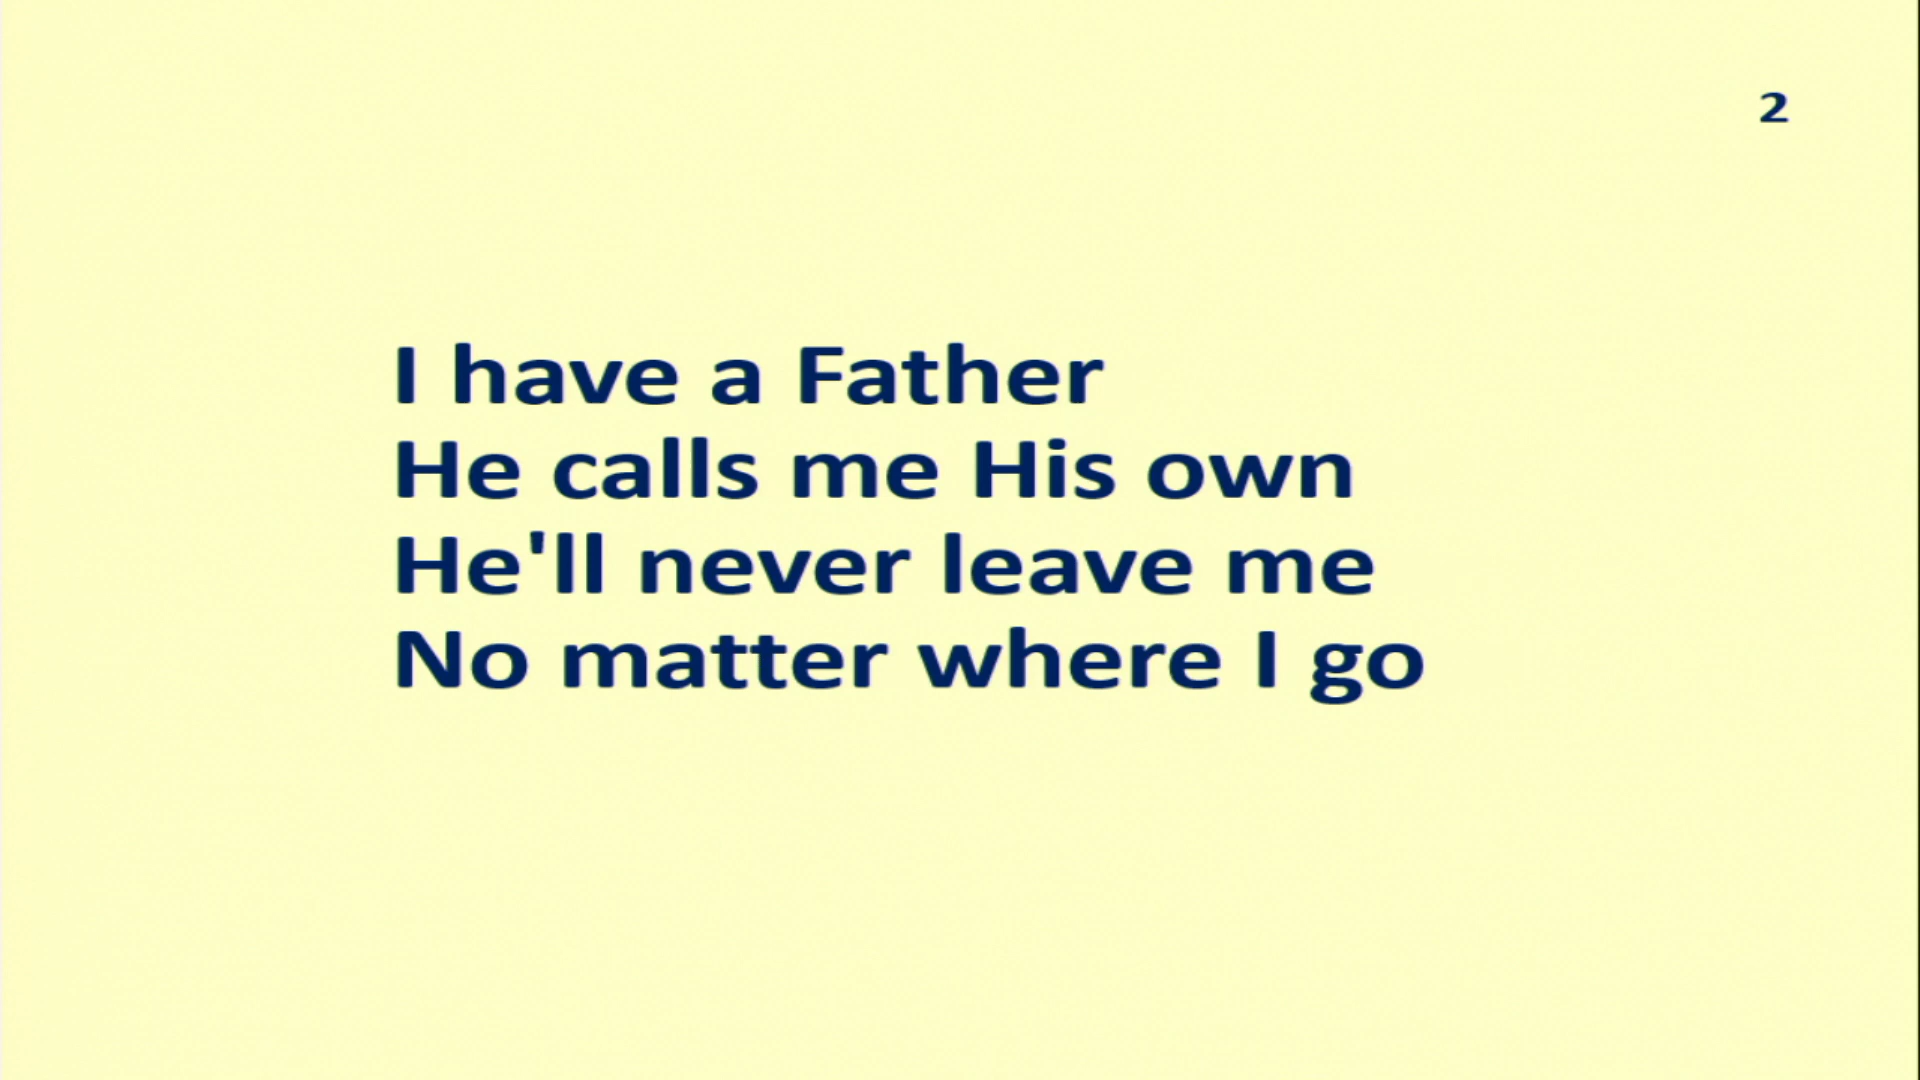 2
I have a Father
He calls me His own
He'll never leave me
No matter where I go